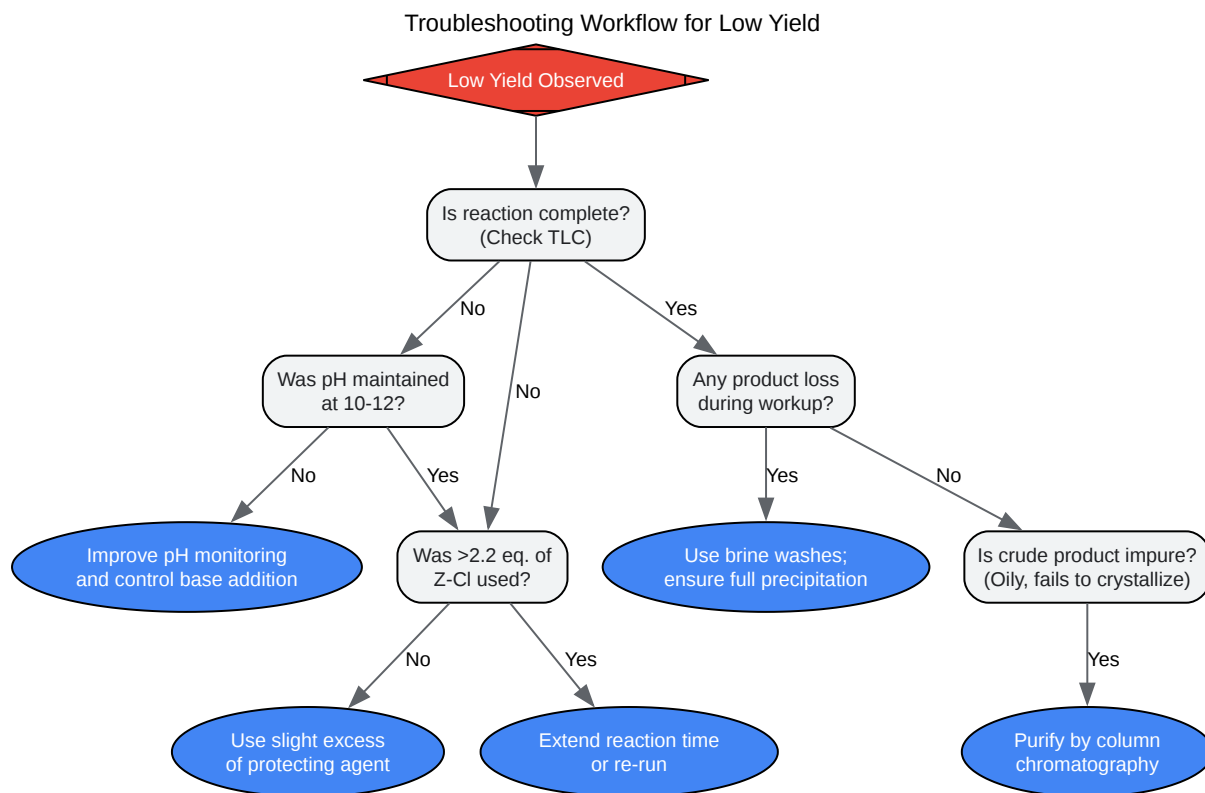 Troubleshooting Workflow for Low Yield
Low Yield Observed
Is reaction complete?
(Check TLC)
No
No
Yes
Was pH maintained
at 10-12?
Any product loss
during workup?
No
Yes
Yes
No
Improve pH monitoring
and control base addition
Was >2.2 eq. of
Z-Cl used?
Use brine washes;
ensure full precipitation
Is crude product impure?
(Oily, fails to crystallize)
No
Yes
Yes
Use slight excess
of protecting agent
Extend reaction time
or re-run
Purify by column
chromatography